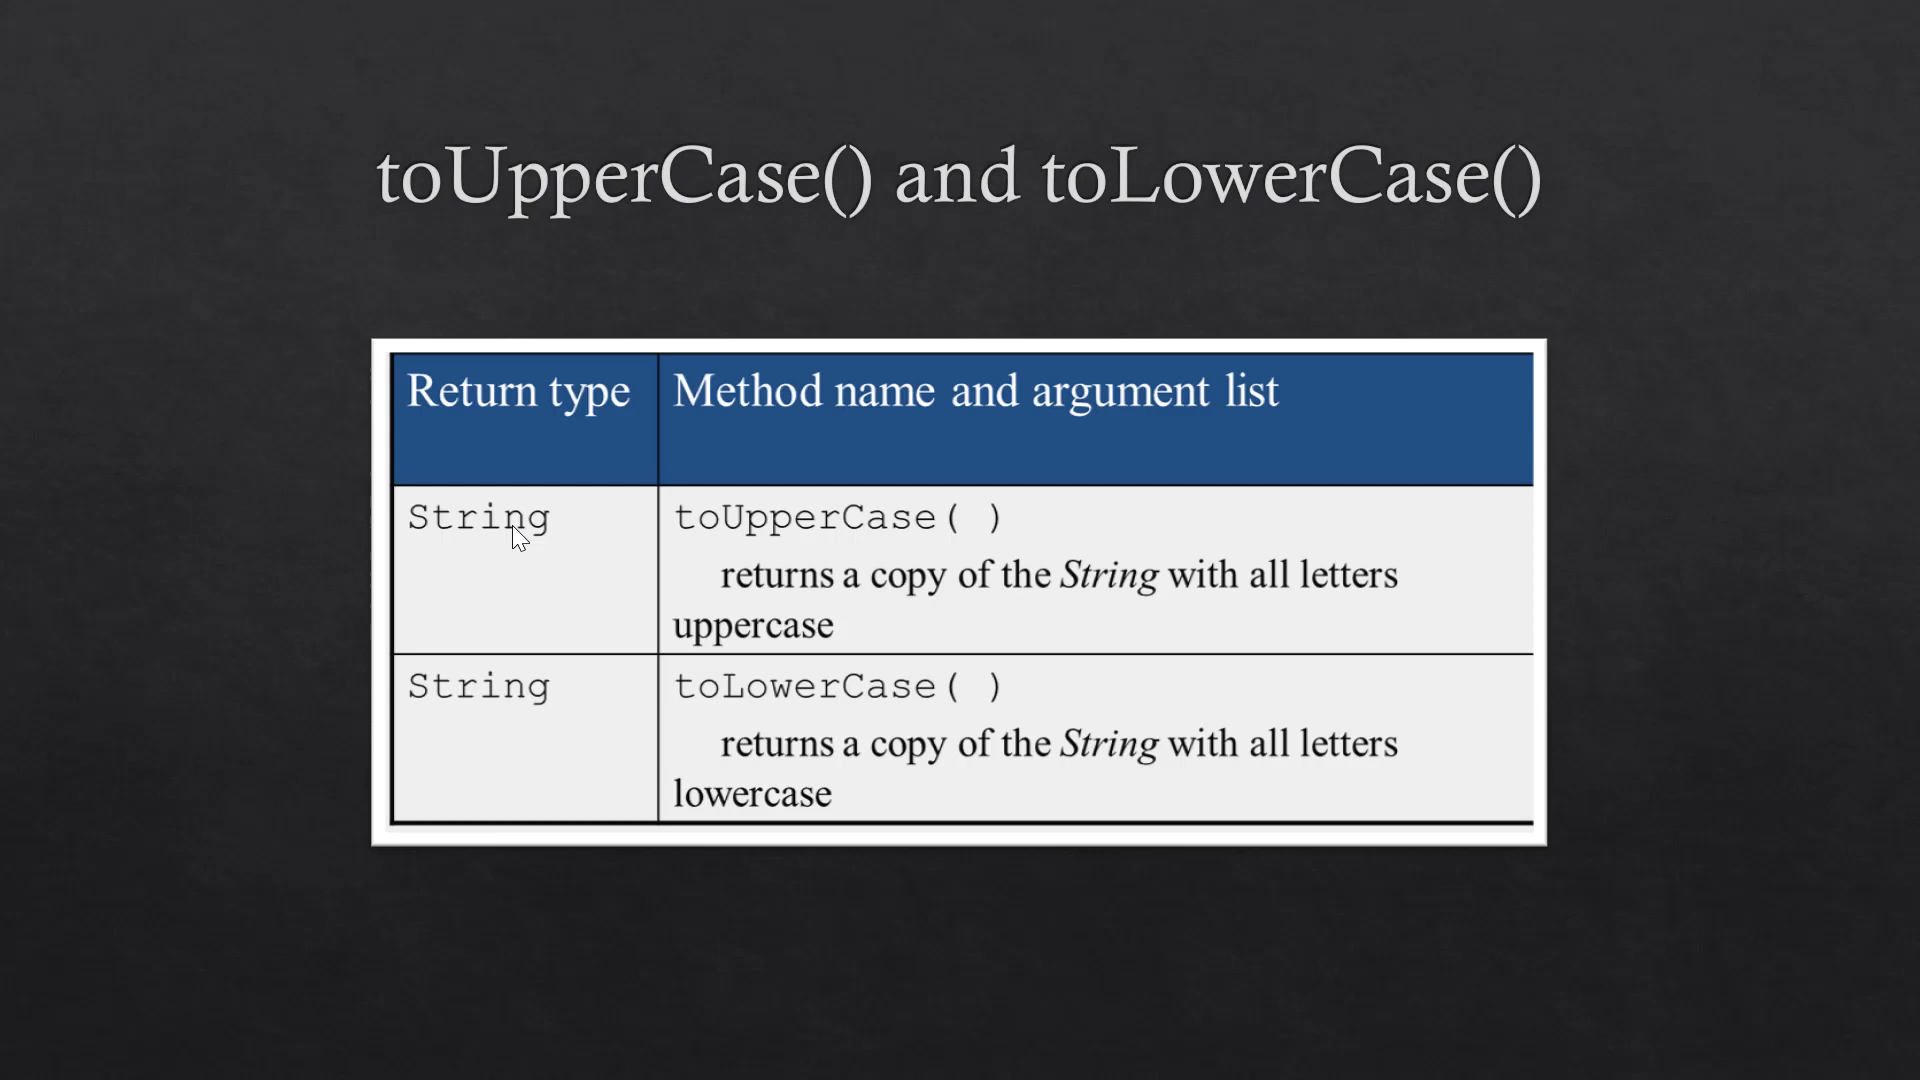 toUpperCase() and toLowerCase()
Return type
Method name and argument list
String
toUpperCase( )
returns a copy of the String with all letters
uppercase
String
toLowerCase( )
returns a copy of the String with all letters
lowercase